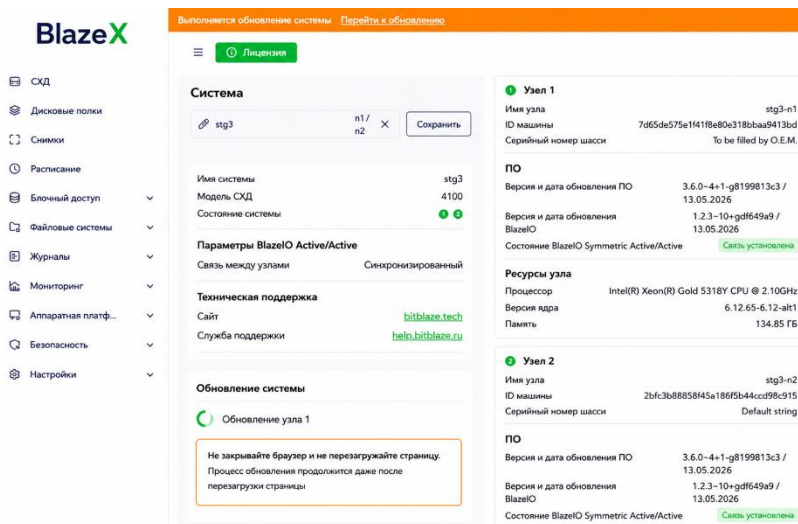 Выполняется обновление системы Перейти к обновлению
BlazeX
Лицензия
СХД
Дисковые полки
Снимки
Расписание
Блочный доступ
Файловые системы
Журналы
Мониторинг
Аппаратная платф...
Безопасность
Настройки
Система
stg3 n1 / n2 Сохранить
Имя системы stg3
Модель СХД 4100
Состояние системы 1 2
Параметры BlazeIO Active/Active
Связь между узлами Синхронизированный
Техническая поддержка
Сайт bitblaze.tech
Служба поддержки help.bitblaze.ru
Обновление системы
Обновление узла 1
Не закрывайте браузер и не перезагружайте страницу.
Процесс обновления продолжится даже после
перезагрузки страницы
1 Узел 1
Имя узла stg3-n1
ID машины 7d65de575e1f41f8e80e318bbaa9413bd
Серийный номер шасси To be filled by O.E.M.
ПО
Версия и дата обновления ПО 3.6.0~4+1-g8199813c3 /
13.05.2026
Версия и дата обновления 1.2.3~10+gdf649a9 /
BlazeIO 13.05.2026
Состояние BlazeIO Symmetric Active/Active Связь установлена
Ресурсы узла
Процессор Intel(R) Xeon(R) Gold 5318Y CPU @ 2.10GHz
Версия ядра 6.12.65-6.12-alt1
Память 134.85 ГБ
2 Узел 2
Имя узла stg3-n2
ID машины 2bfc3b88858f45a186f5b44ccd98c915
Серийный номер шасси Default string
ПО
Версия и дата обновления ПО 3.6.0~4+1-g8199813c3 /
13.05.2026
Версия и дата обновления 1.2.3~10+gdf649a9 /
BlazeIO 13.05.2026
Состояние BlazeIO Symmetric Active/Active Связь установлена